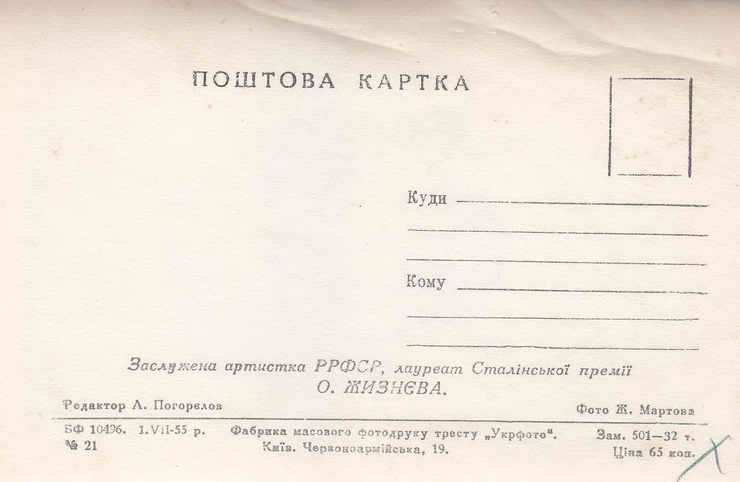 ПОШТОВА КАРТКА
Куди
Кому
Заслужена артистка РРФСР, лауреат Сталінської премії
О. ЖИЗНЄВА.
Редактор Л. Погорєлов
Фото Ж. Мартова
БФ 10496. 1.VII-55 р. Фабрика масового фотодруку тресту „Укрфото“. Зам. 501—32 т.
№ 21 Київ. Червоноармійська, 19. Ціна 65 коп.